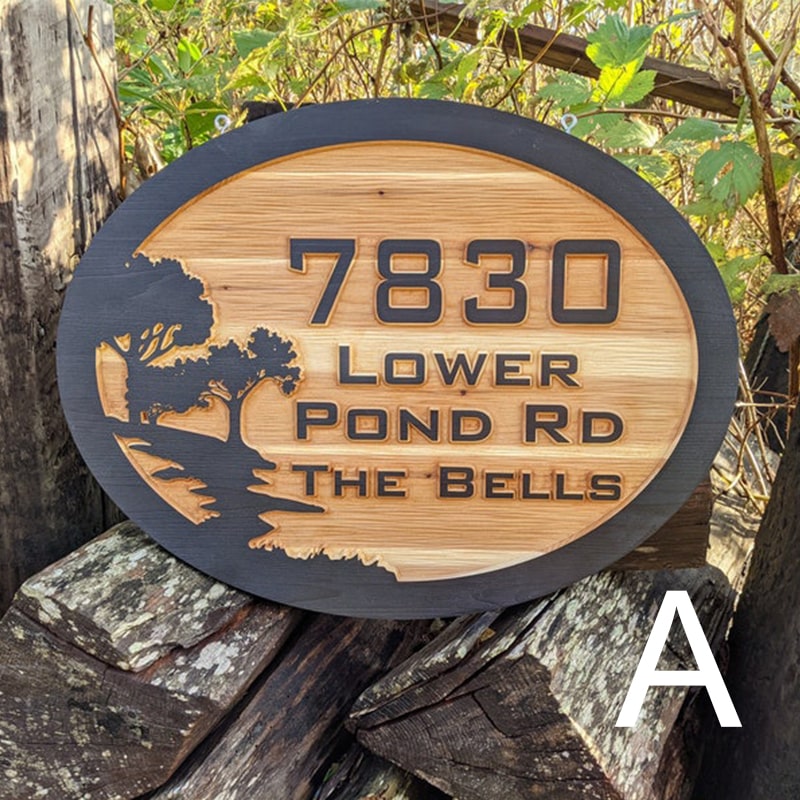 7830
Lower
Pond Rd
The Bells
A